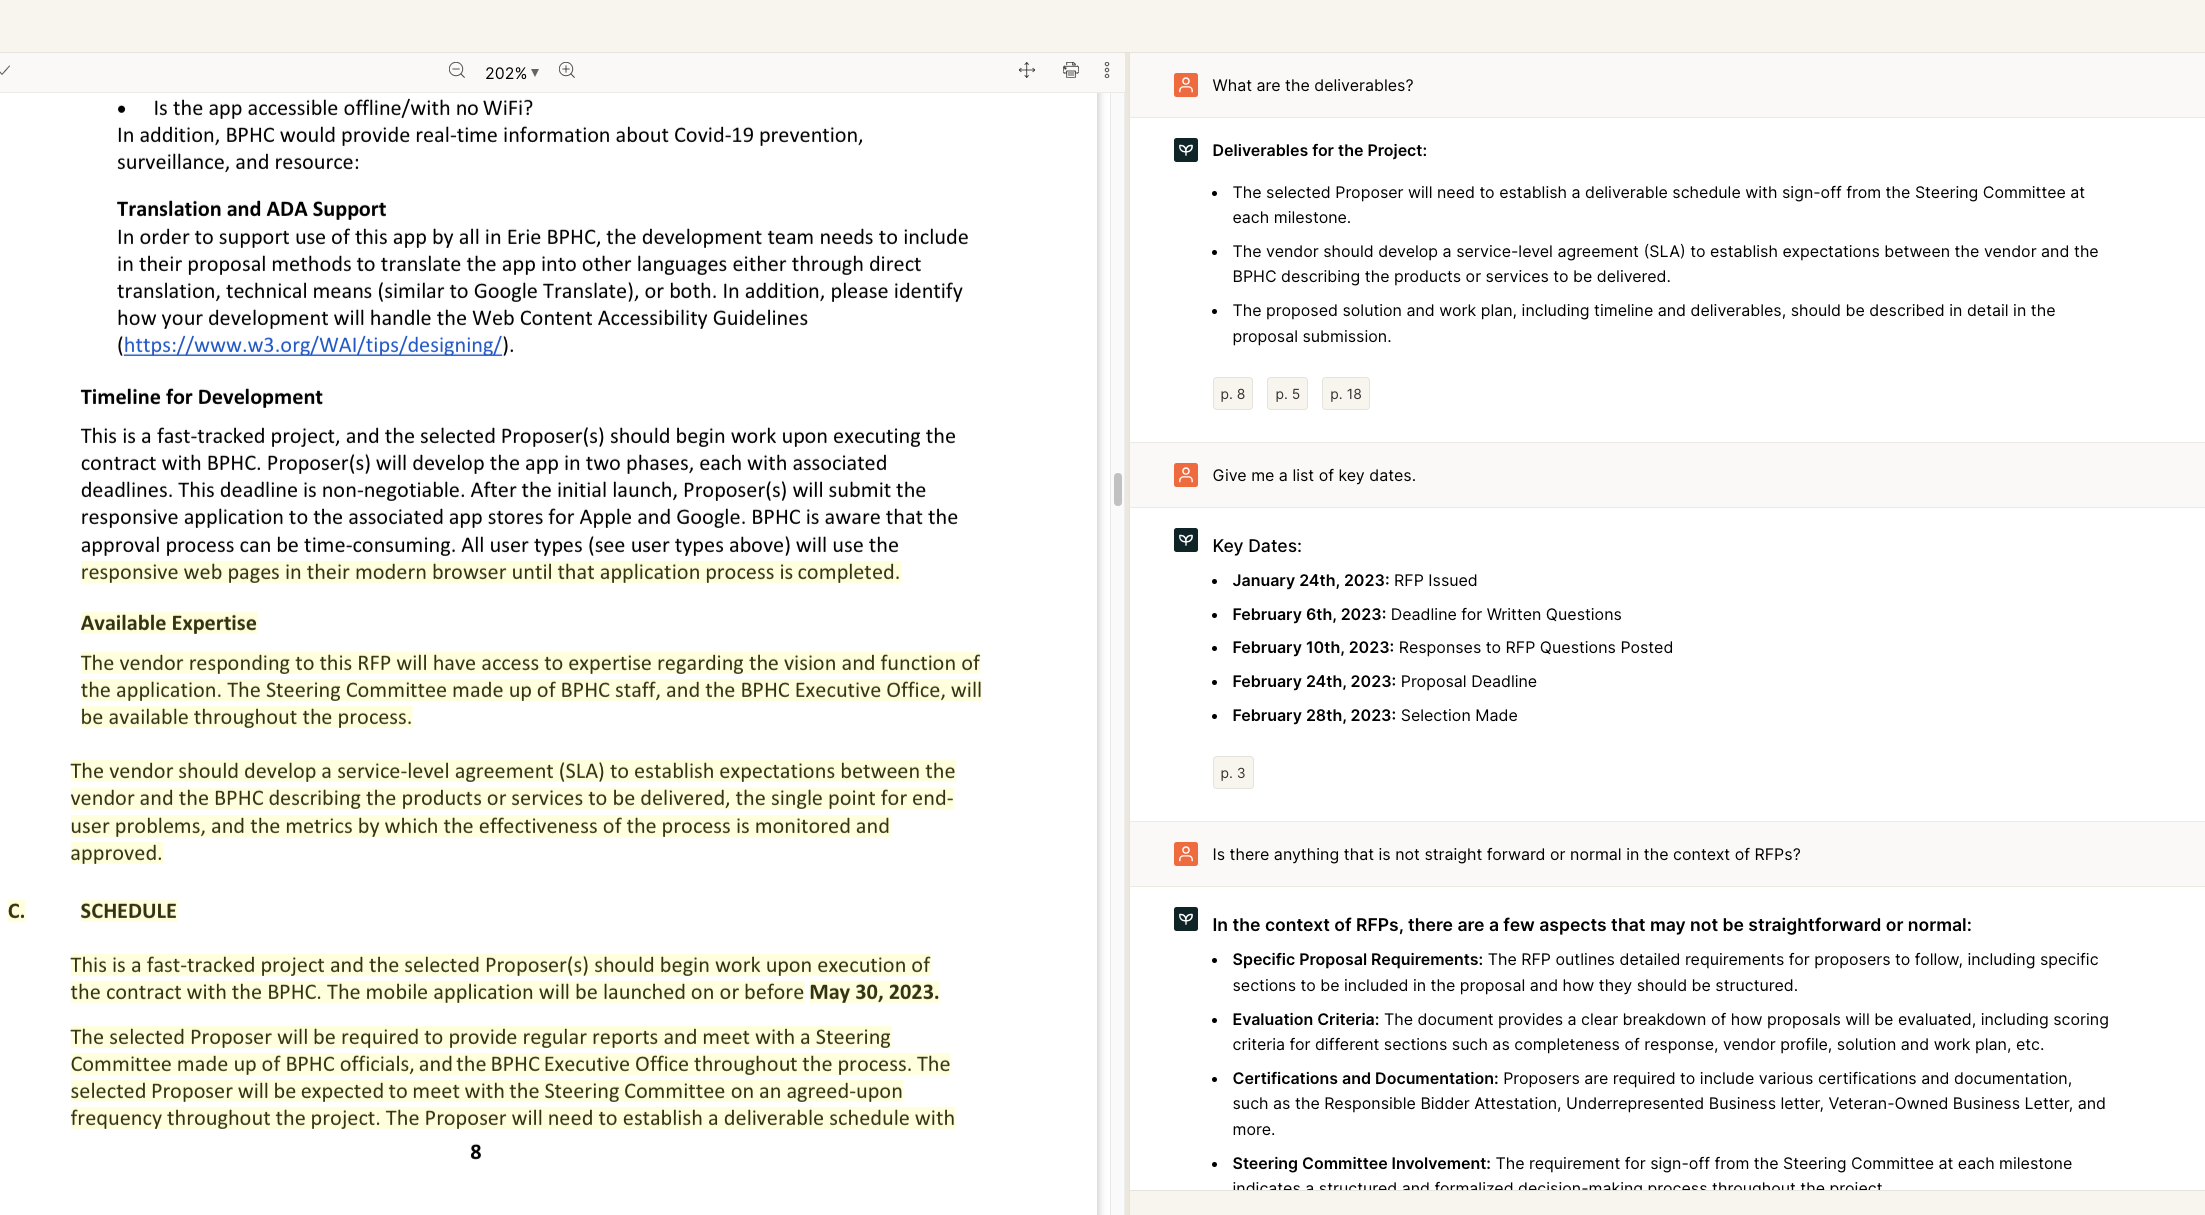 202% ▾
• Is the app accessible offline/with no WiFi?
In addition, BPHC would provide real-time information about Covid-19 prevention,
surveillance, and resource:
Translation and ADA Support
In order to support use of this app by all in Erie BPHC, the development team needs to include
in their proposal methods to translate the app into other languages either through direct
translation, technical means (similar to Google Translate), or both. In addition, please identify
how your development will handle the Web Content Accessibility Guidelines
(https://www.w3.org/WAI/tips/designing/).
Timeline for Development
This is a fast-tracked project, and the selected Proposer(s) should begin work upon executing the
contract with BPHC. Proposer(s) will develop the app in two phases, each with associated
deadlines. This deadline is non-negotiable. After the initial launch, Proposer(s) will submit the
responsive application to the associated app stores for Apple and Google. BPHC is aware that the
approval process can be time-consuming. All user types (see user types above) will use the
responsive web pages in their modern browser until that application process is completed.
Available Expertise
The vendor responding to this RFP will have access to expertise regarding the vision and function of
the application. The Steering Committee made up of BPHC staff, and the BPHC Executive Office, will
be available throughout the process.
The vendor should develop a service-level agreement (SLA) to establish expectations between the
vendor and the BPHC describing the products or services to be delivered, the single point for end-
user problems, and the metrics by which the effectiveness of the process is monitored and
approved.
C. SCHEDULE
This is a fast-tracked project and the selected Proposer(s) should begin work upon execution of
the contract with the BPHC. The mobile application will be launched on or before May 30, 2023.
The selected Proposer will be required to provide regular reports and meet with a Steering
Committee made up of BPHC officials, and the BPHC Executive Office throughout the process. The
selected Proposer will be expected to meet with the Steering Committee on an agreed-upon
frequency throughout the project. The Proposer will need to establish a deliverable schedule with
8
What are the deliverables?
Deliverables for the Project:
• The selected Proposer will need to establish a deliverable schedule with sign-off from the Steering Committee at
each milestone.
• The vendor should develop a service-level agreement (SLA) to establish expectations between the vendor and the
BPHC describing the products or services to be delivered.
• The proposed solution and work plan, including timeline and deliverables, should be described in detail in the
proposal submission.
p. 8 p. 5 p. 18
Give me a list of key dates.
Key Dates:
• January 24th, 2023: RFP Issued
• February 6th, 2023: Deadline for Written Questions
• February 10th, 2023: Responses to RFP Questions Posted
• February 24th, 2023: Proposal Deadline
• February 28th, 2023: Selection Made
p. 3
Is there anything that is not straight forward or normal in the context of RFPs?
In the context of RFPs, there are a few aspects that may not be straightforward or normal:
• Specific Proposal Requirements: The RFP outlines detailed requirements for proposers to follow, including specific
sections to be included in the proposal and how they should be structured.
• Evaluation Criteria: The document provides a clear breakdown of how proposals will be evaluated, including scoring
criteria for different sections such as completeness of response, vendor profile, solution and work plan, etc.
• Certifications and Documentation: Proposers are required to include various certifications and documentation,
such as the Responsible Bidder Attestation, Underrepresented Business letter, Veteran-Owned Business Letter, and
more.
• Steering Committee Involvement: The requirement for sign-off from the Steering Committee at each milestone
indicates a structured and formalized decision-making process throughout the project